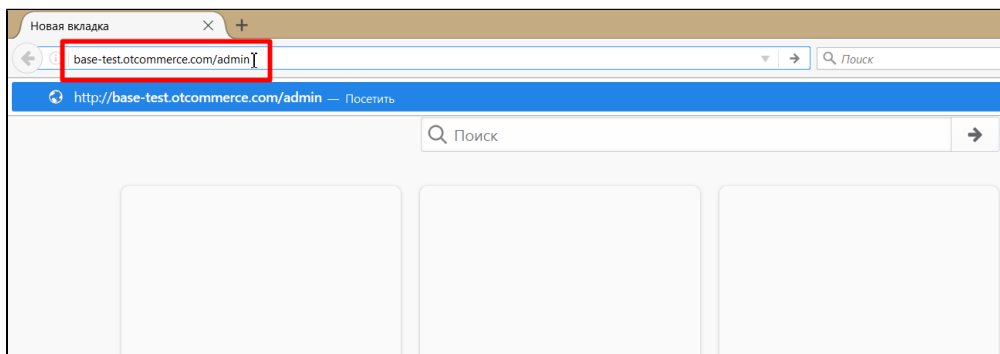 Новая вкладка
base-test.otcommerce.com/admin
Поиск
http://base-test.otcommerce.com/admin — Посетить
Поиск